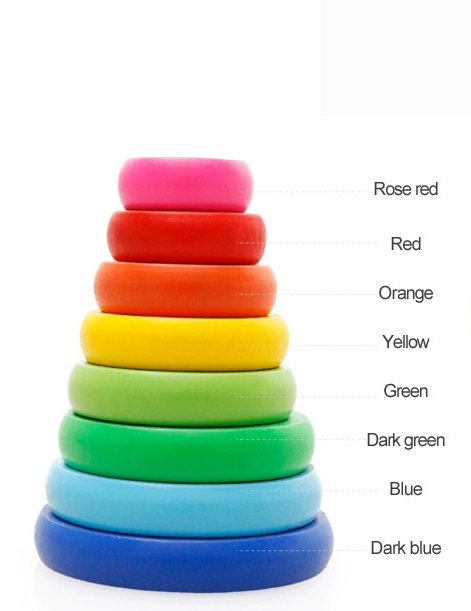 Rose red
Red
Orange
Yellow
Green
Dark green
Blue
Dark blue